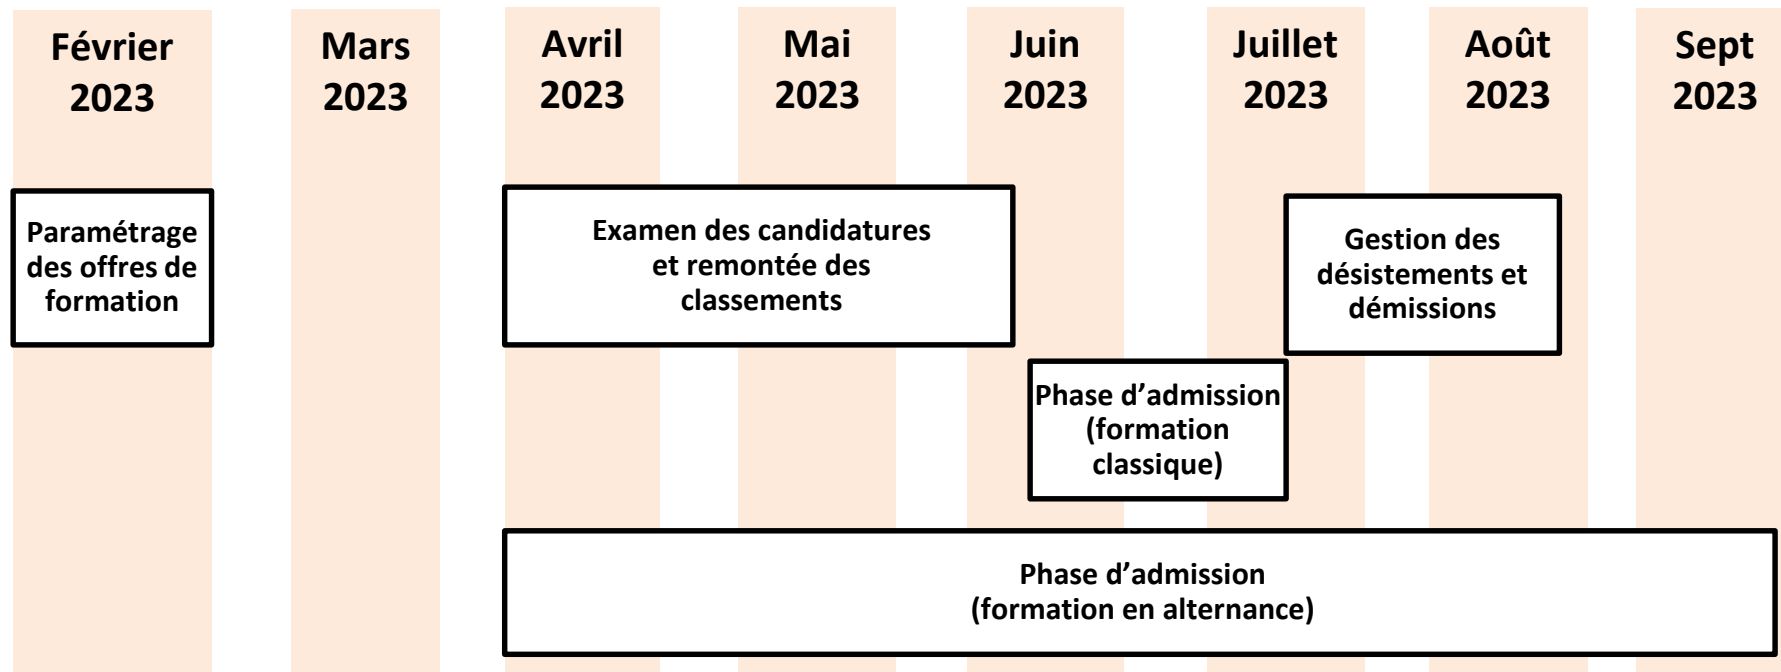 Février
2023
Mars
2023
Avril
2023
Mai
2023
Juin
2023
Juillet
2023
Août
2023
Sept
2023
Paramétrage
des offres de
formation
Examen des candidatures
et remontée des
classements
Gestion des
désistements et
démissions
Phase d’admission
(formation
classique)
Phase d’admission
(formation en alternance)